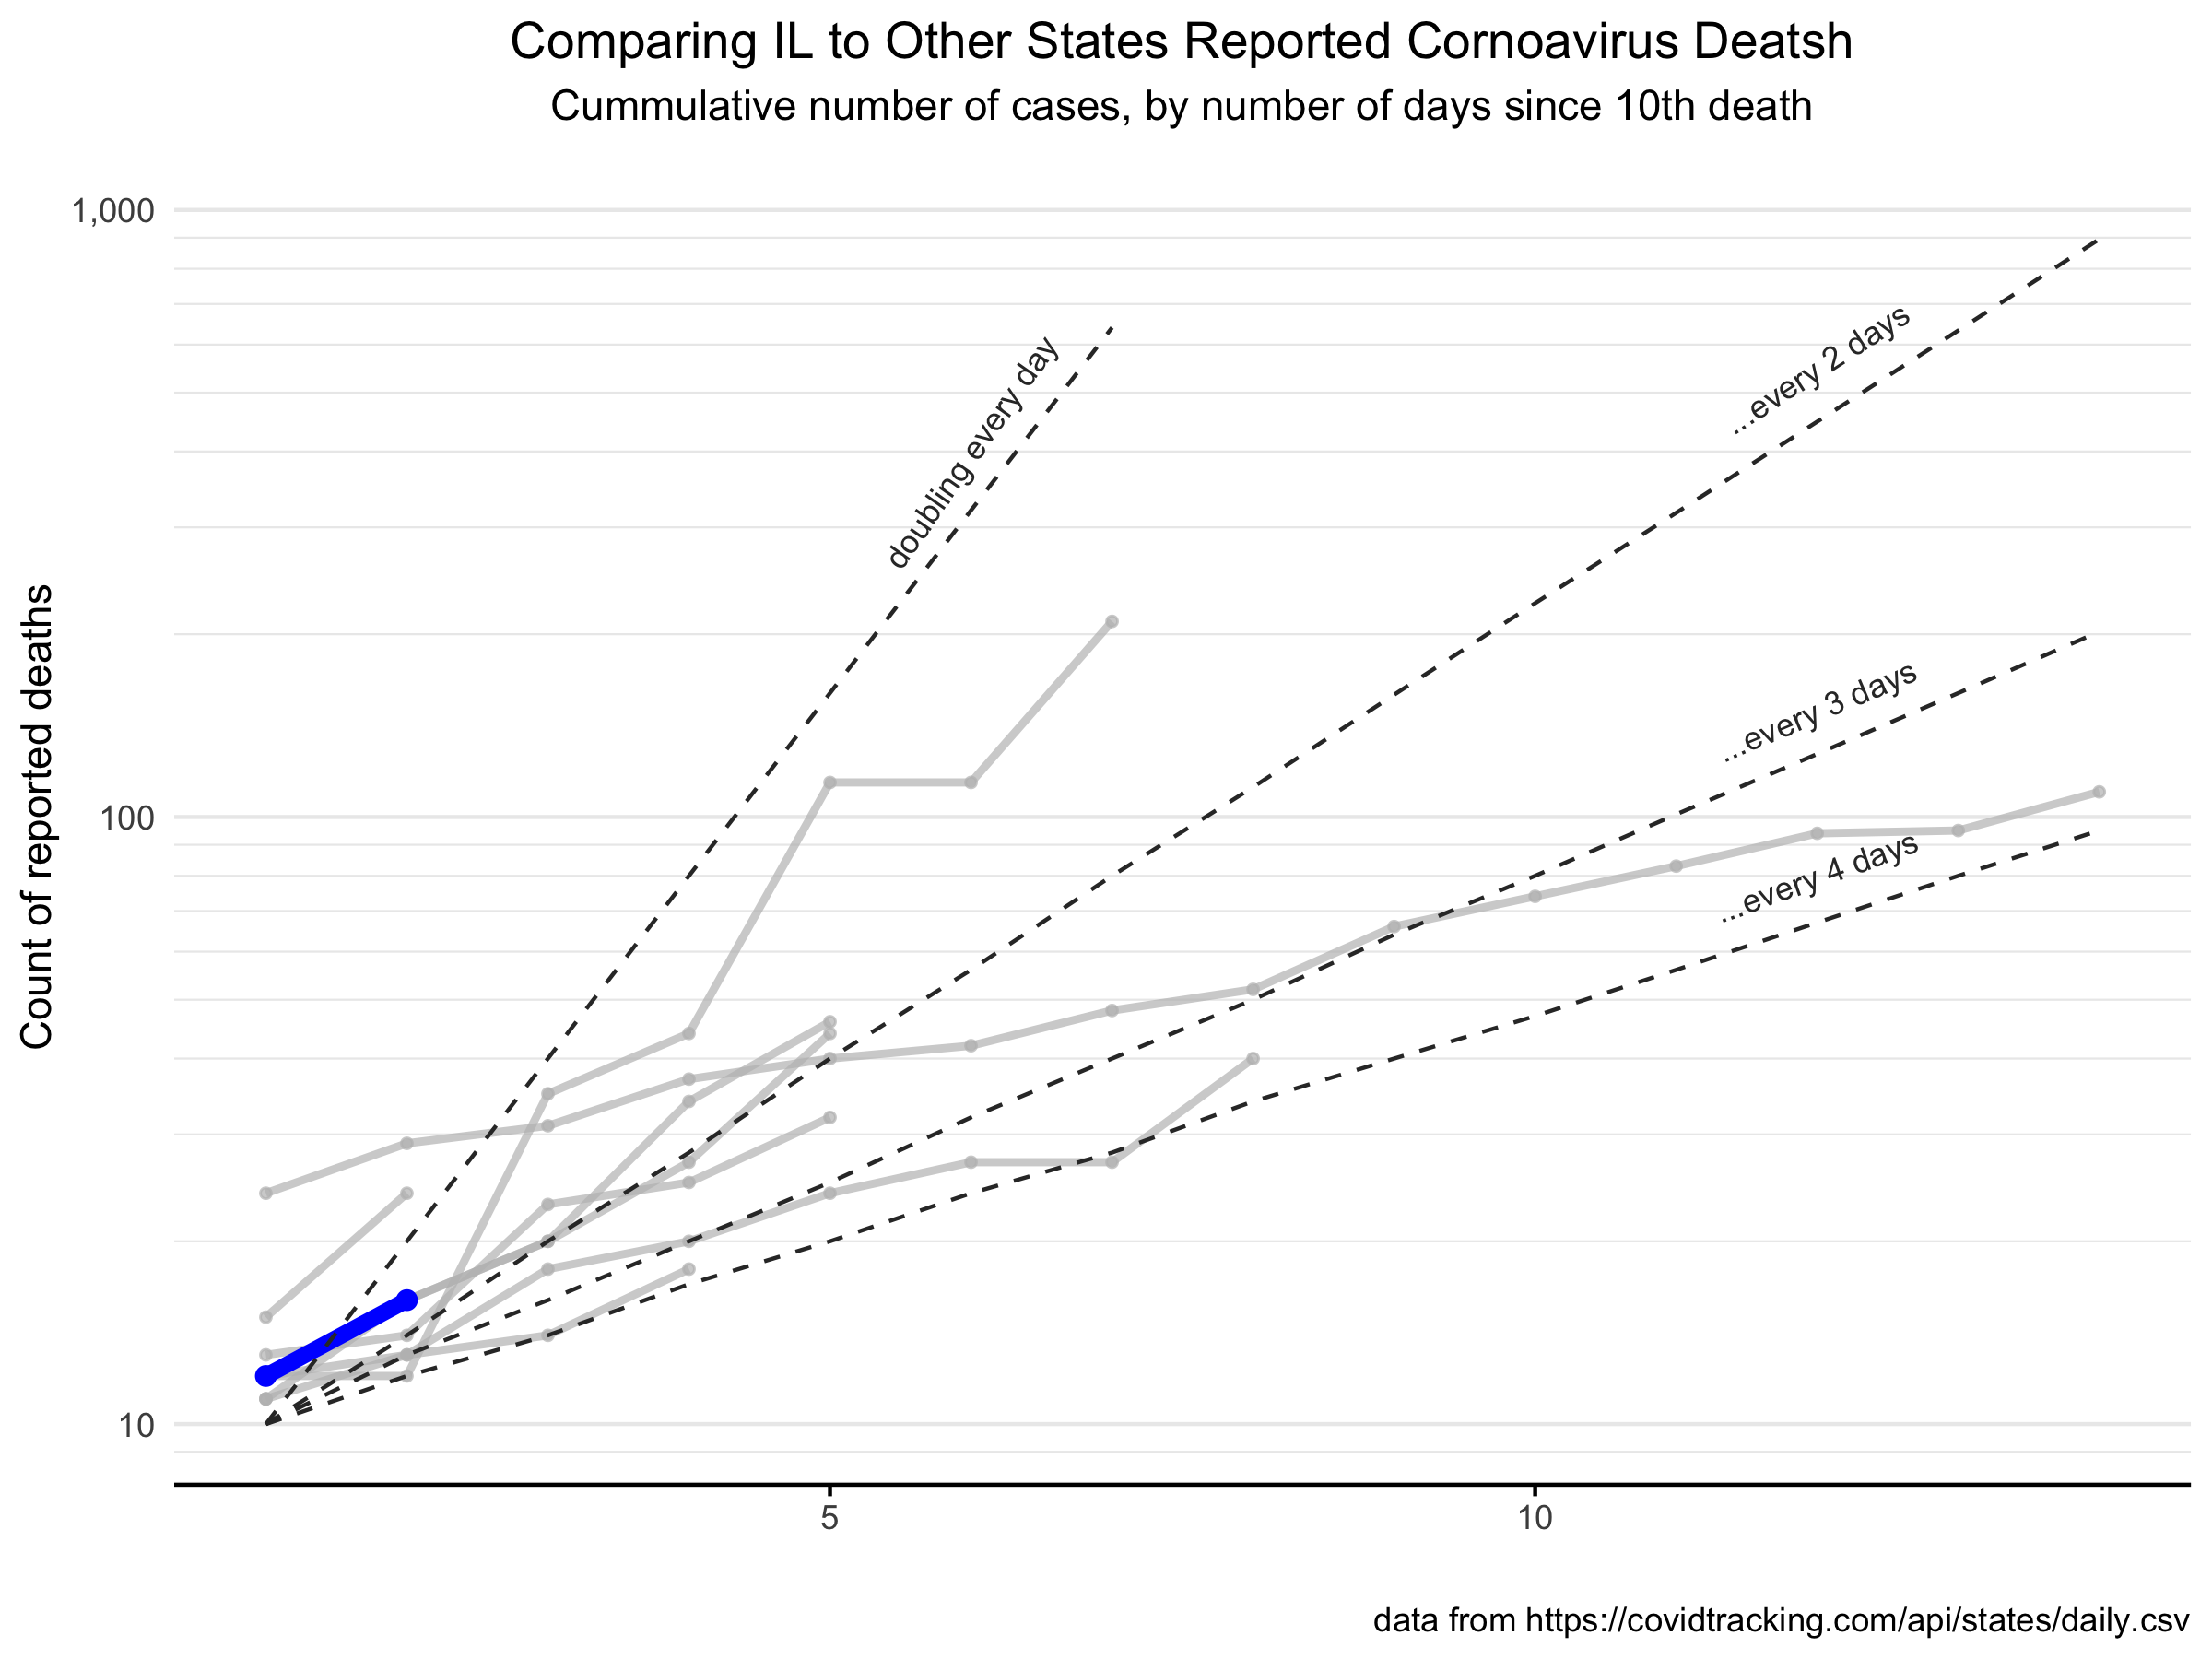 Comparing IL to Other States Reported Cornoavirus Deatsh
Cummulative number of cases, by number of days since 10th death
1,000
100
10
Count of reported deaths
doubling every day
...every 2 days
...every 3 days
...every 4 days
5
10
data from https://covidtracking.com/api/states/daily.csv